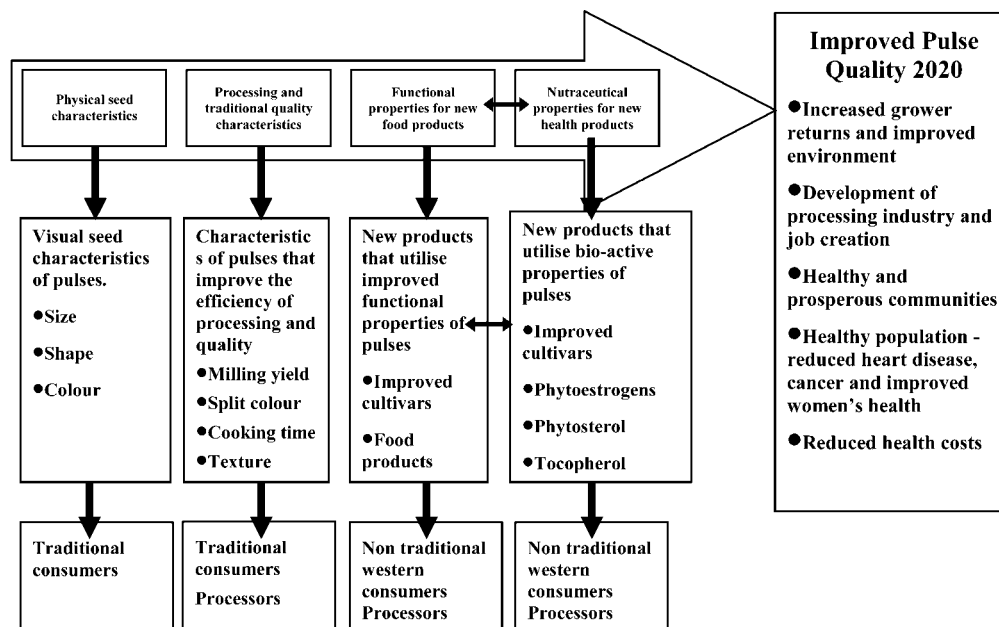 Physical seed
characteristics
Processing and
traditional quality
characteristics
Functional
properties for new
food products
Nutraceutical
properties for new
health products
Visual seed
characteristics
of pulses.
●Size
●Shape
●Colour
Characteristic
s of pulses that
improve the
efficiency of
processing and
quality
●Milling yield
●Split colour
●Cooking time
●Texture
New products
that utilise
improved
functional
properties of
pulses
●Improved
cultivars
●Food
products
New products that
utilise bio-active
properties of
pulses
●Improved
cultivars
●Phytoestrogens
●Phytosterol
●Tocopherol
Traditional
consumers
Traditional
consumers
Processors
Non traditional
western
consumers
Processors
Non traditional
western
consumers
Processors
Improved Pulse
Quality 2020
●Increased grower
returns and improved
environment
●Development of
processing industry and
job creation
●Healthy and
prosperous communities
●Healthy population -
reduced heart disease,
cancer and improved
women’s health
●Reduced health costs